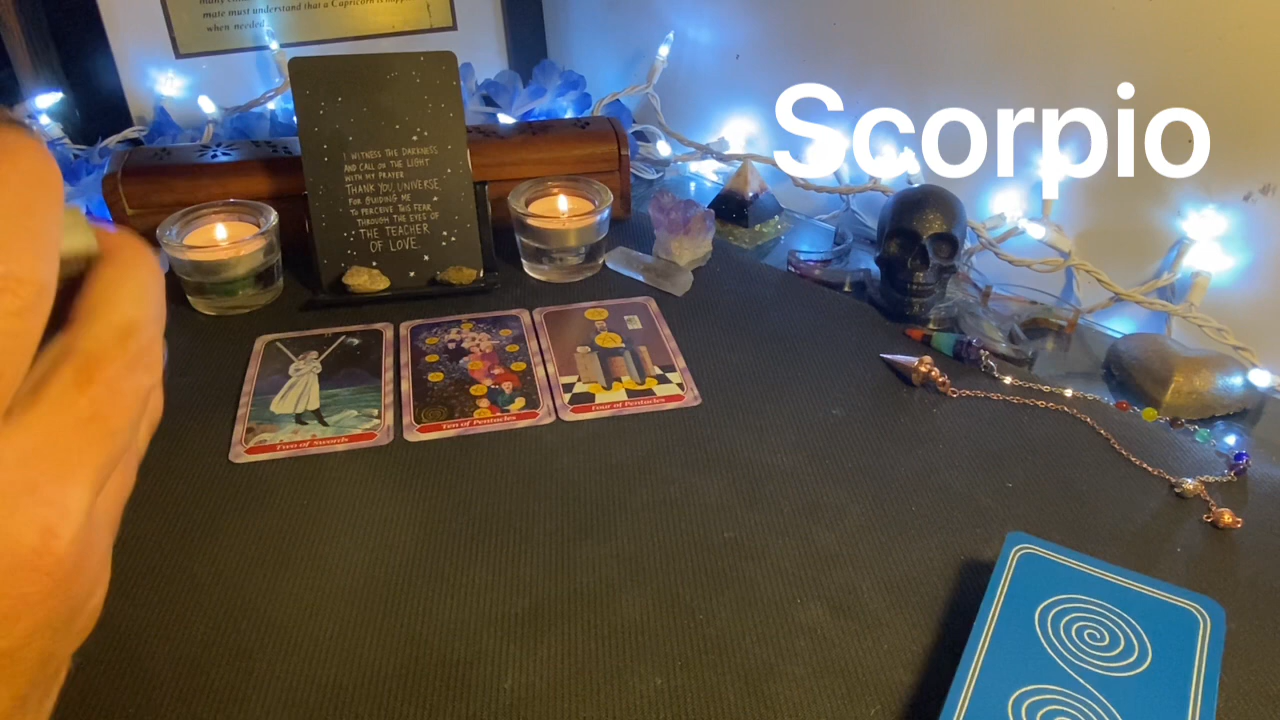 mate must understand that a Capricorn is
when needed
Scorpio
I WITNESS THE DARKNESS
AND CALL ON THE LIGHT
WITH MY PRAYER
THANK YOU, UNIVERSE,
FOR GUIDING ME
TO PERCEIVE THIS FEAR
THROUGH THE EYES OF
THE TEACHER
OF LOVE.
Two of Swords
Ten of Pentacles
Four of Pentacles